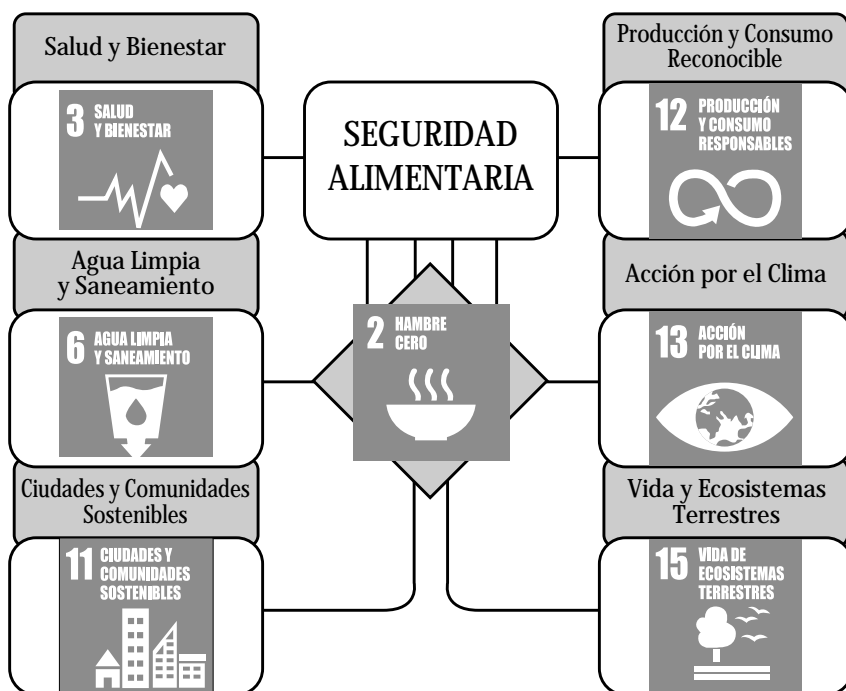 Salud y Bienestar
3 SALUD
Y BIENESTAR
Agua Limpia
y Saneamiento
6 AGUA LIMPIA
Y SANEAMIENTO
Ciudades y Comunidades
Sostenibles
11 CIUDADES Y
COMUNIDADES
SOSTENIBLES
SEGURIDAD
ALIMENTARIA
2 HAMBRE
CERO
Producción y Consumo
Reconocible
12 PRODUCCIÓN
Y CONSUMO
RESPONSABLES
Acción por el Clima
13 ACCIÓN
POR EL CLIMA
Vida y Ecosistemas
Terrestres
15 VIDA DE
ECOSISTEMAS
TERRESTRES